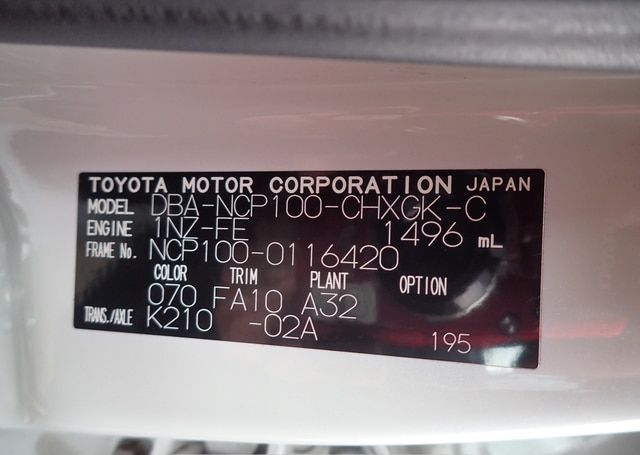 TOYOTA MOTOR CORPORATION JAPAN
MODEL DBA-NCP100-CHXGK-C
ENGINE 1NZ-FE 1496 mL
FRAME No. NCP100-0116420
COLOR TRIM PLANT OPTION
070 FA10 A32
TRANS./AXLE K210 -02A
195